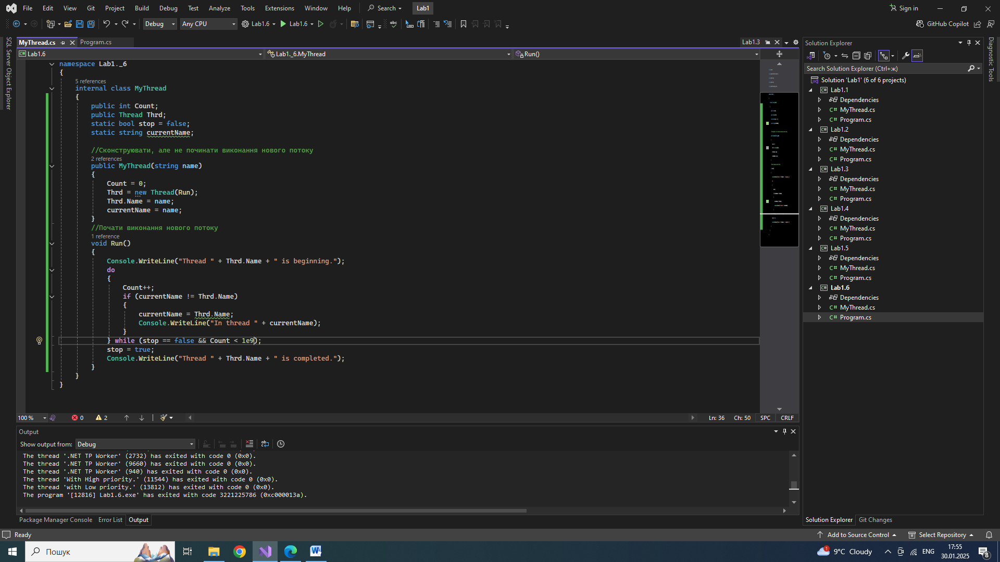 File Edit View Git Project Build Debug Test Analyze Tools Extensions Window Help Search Lab1 Sign in
Debug Any CPU Lab1.6 Lab1.6 GitHub Copilot
SQL Server Object Explorer
MyThread.cs Program.cs Lab1.3
Lab1.6 Lab1._6.MyThread Run()
namespace Lab1._6
{
5 references
internal class MyThread
{
public int Count;
public Thread Thrd;
static bool stop = false;
static string currentName;
//Сконструювати, але не починати виконання нового потоку
2 references
public MyThread(string name)
{
Count = 0;
Thrd = new Thread(Run);
Thrd.Name = name;
currentName = name;
}
//Почати виконання нового потоку
1 reference
void Run()
{
Console.WriteLine("Thread " + Thrd.Name + " is beginning.");
do
{
Count++;
if (currentName != Thrd.Name)
{
currentName = Thrd.Name;
Console.WriteLine("In thread " + currentName);
}
} while (stop == false && Count < 1e9);
stop = true;
Console.WriteLine("Thread " + Thrd.Name + " is completed.");
}
}
}
100 % 0 2 Ln: 36 Ch: 50 SPC CRLF
Output
Show output from: Debug
The thread '.NET TP Worker' (2732) has exited with code 0 (0x0).
The thread '.NET TP Worker' (9660) has exited with code 0 (0x0).
The thread '.NET TP Worker' (940) has exited with code 0 (0x0).
The thread 'With High priority.' (11544) has exited with code 0 (0x0).
The thread 'with Low priority.' (13812) has exited with code 0 (0x0).
The program '[12816] Lab1.6.exe' has exited with code 3221225786 (0xc000013a).
Package Manager Console Error List Output
Solution Explorer
Search Solution Explorer (Ctrl+ж)
Solution 'Lab1' (6 of 6 projects)
Lab1.1
Dependencies
C# MyThread.cs
C# Program.cs
Lab1.2
Dependencies
C# MyThread.cs
C# Program.cs
Lab1.3
Dependencies
C# MyThread.cs
C# Program.cs
Lab1.4
Dependencies
C# MyThread.cs
C# Program.cs
Lab1.5
Dependencies
C# MyThread.cs
C# Program.cs
Lab1.6
Dependencies
C# MyThread.cs
C# Program.cs
Solution Explorer Git Changes
Diagnostic Tools
Ready Add to Source Control Select Repository
Пошук 9°C Cloudy ENG 17:55
30.01.2025 8